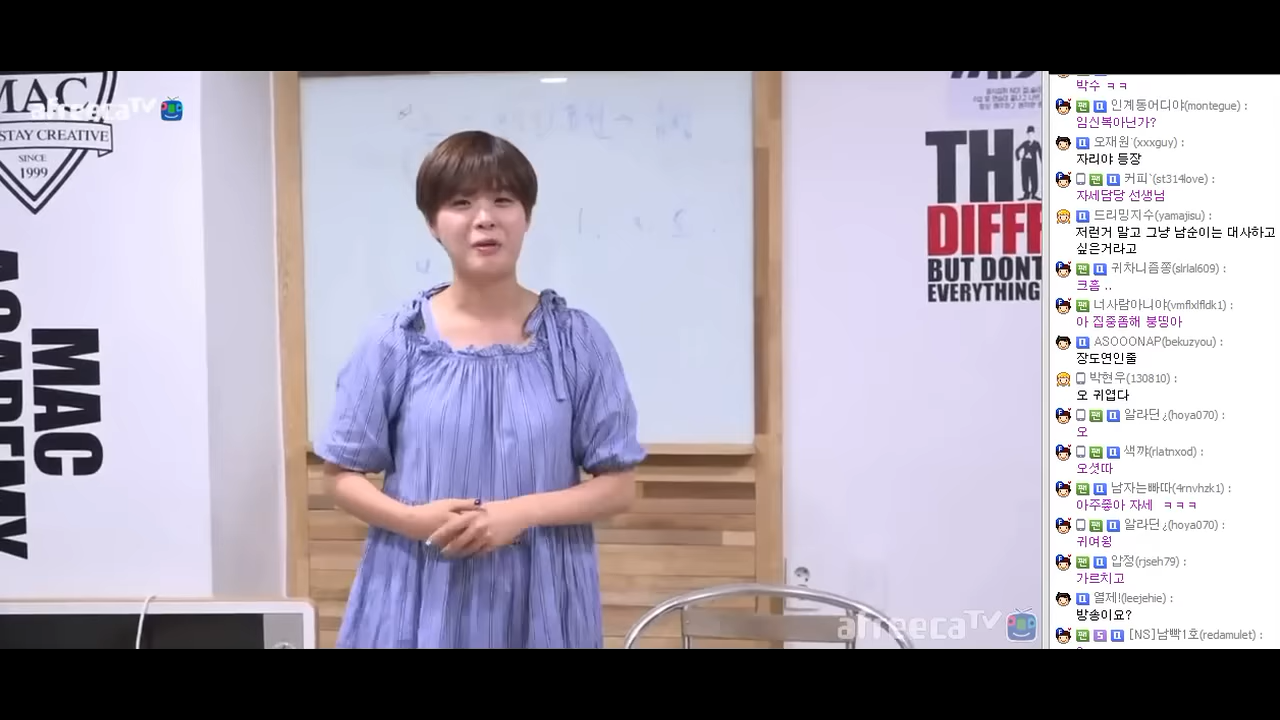 MAC
STAY CREATIVE
SINCE
1999
afreecaTV
MAC
ACADEMY
TH
DIFFF
BUT DONT
EVERYTHING
afreecaTV
박수 ㅋㅋ
인계동어디야(montegue) :
임신복아닌가?
오재원`(xxxguy) :
자리야 등장
커피`(st314love) :
자세담당 선생님
드리밍지수(yamajisu) :
저런거 말고 그냥 남순이는 대사하고
싶은거라고
귀차니즘쫑(slrlal609) :
크흠 ..
너사람아니야(vmflxlfldk1) :
아 집중좀해 붕띵아
ASOOONAP(bekuzyou) :
장도연인줄
박현우(130810) :
오 귀엽다
알라딘¿(hoya070) :
오
색꺄(rlatnxod) :
오셧따
남자는빠따(4rnvhzk1) :
아주좋아 자세 ㅋㅋㅋ
알라딘¿(hoya070) :
귀여웡
압정(rjseh79) :
가르치고
열제!(leejehie) :
방송이요?
[NS]남빡1호(redamulet) :